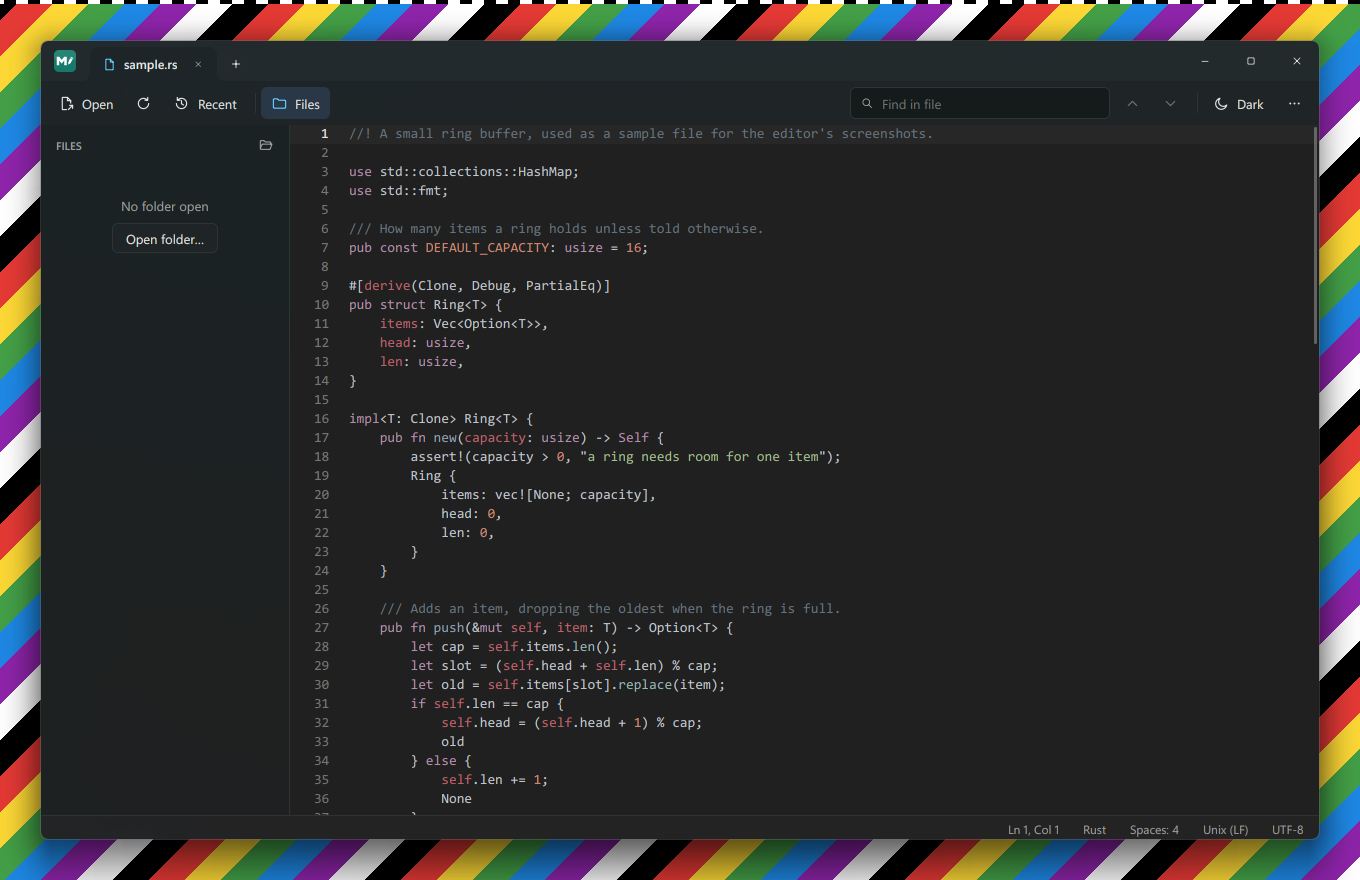 M/
sample.rs
Open
Recent
Files
Find in file
Dark
FILES
No folder open
Open folder...
1 //! A small ring buffer, used as a sample file for the editor's screenshots.
2
3 use std::collections::HashMap;
4 use std::fmt;
5
6 /// How many items a ring holds unless told otherwise.
7 pub const DEFAULT_CAPACITY: usize = 16;
8
9 #[derive(Clone, Debug, PartialEq)]
10 pub struct Ring<T> {
11     items: Vec<Option<T>>,
12     head: usize,
13     len: usize,
14 }
15
16 impl<T: Clone> Ring<T> {
17     pub fn new(capacity: usize) -> Self {
18         assert!(capacity > 0, "a ring needs room for one item");
19         Ring {
20             items: vec![None; capacity],
21             head: 0,
22             len: 0,
23         }
24     }
25
26     /// Adds an item, dropping the oldest when the ring is full.
27     pub fn push(&mut self, item: T) -> Option<T> {
28         let cap = self.items.len();
29         let slot = (self.head + self.len) % cap;
30         let old = self.items[slot].replace(item);
31         if self.len == cap {
32             self.head = (self.head + 1) % cap;
33             old
34         } else {
35             self.len += 1;
36             None
37         }
Ln 1, Col 1
Rust
Spaces: 4
Unix (LF)
UTF-8